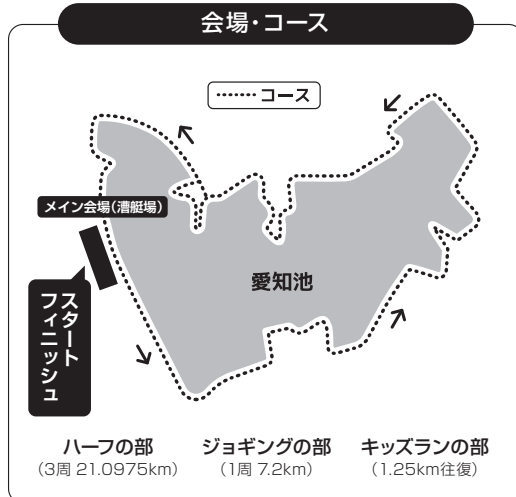 会場・コース
コース
メイン会場(漕艇場)
愛知池
スタート
フィニッシュ
ハーフの部
(3周 21.0975km)
ジョギングの部
(1周 7.2km)
キッズランの部
(1.25km往復)